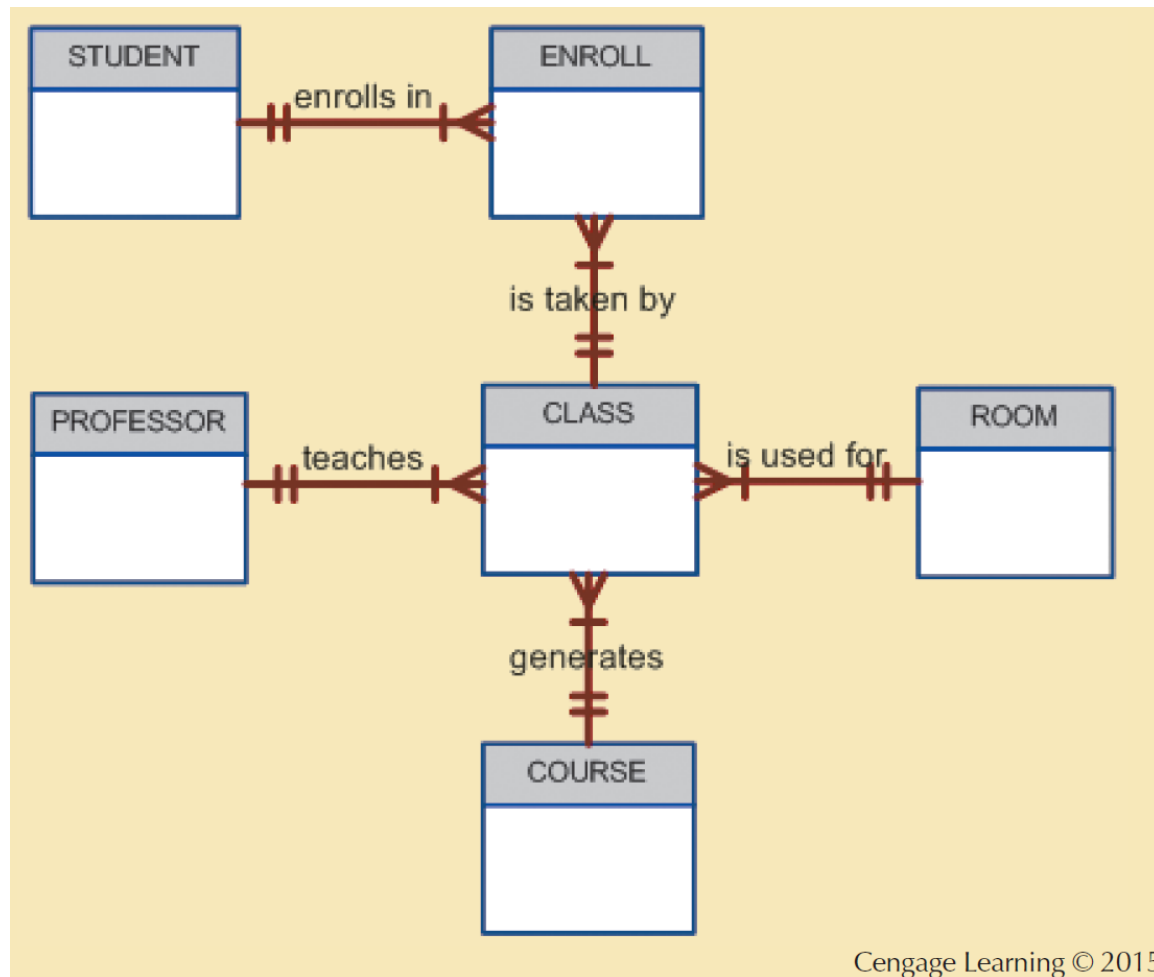 STUDENT
ENROLL
enrolls in
is taken by
PROFESSOR
CLASS
ROOM
teaches
is used for
generates
COURSE
Cengage Learning © 2015